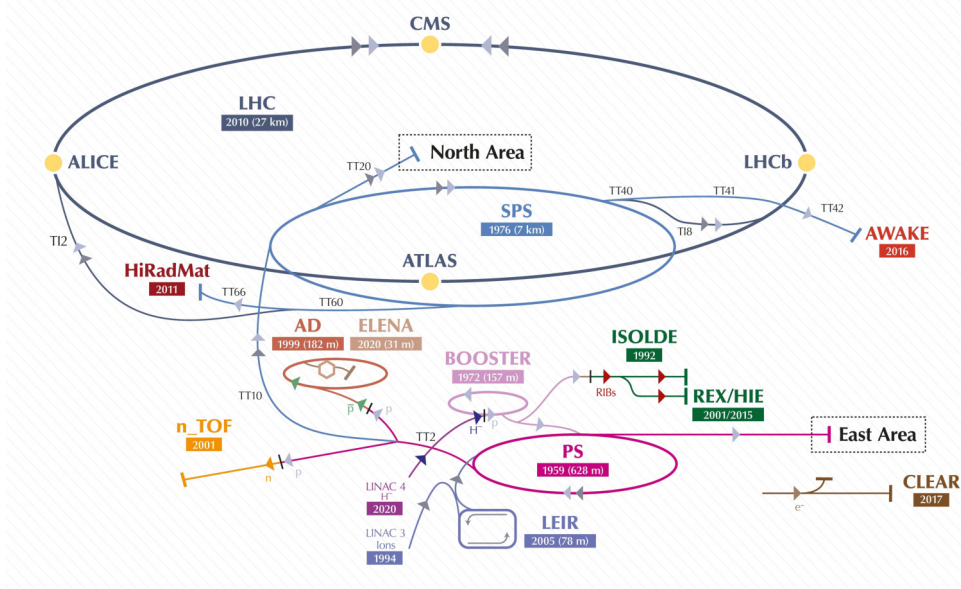 CMS
LHC
2010 (27 km)
ALICE
TT20
North Area
LHCb
TT40
TT41
TT42
SPS
1976 (7 km)
TI8
AWAKE
2016
TI2
HiRadMat
2011
ATLAS
TT66
TT60
AD
1999 (182 m)
ELENA
2020 (31 m)
ISOLDE
1992
BOOSTER
1972 (157 m)
RIBs
REX/HIE
2001/2015
TT10
p̅
p
TT2
H⁻
p
n_TOF
2001
East Area
n
p
PS
1959 (628 m)
LINAC 4
H⁻
2020
CLEAR
2017
e⁻
LINAC 3
Ions
1994
LEIR
2005 (78 m)